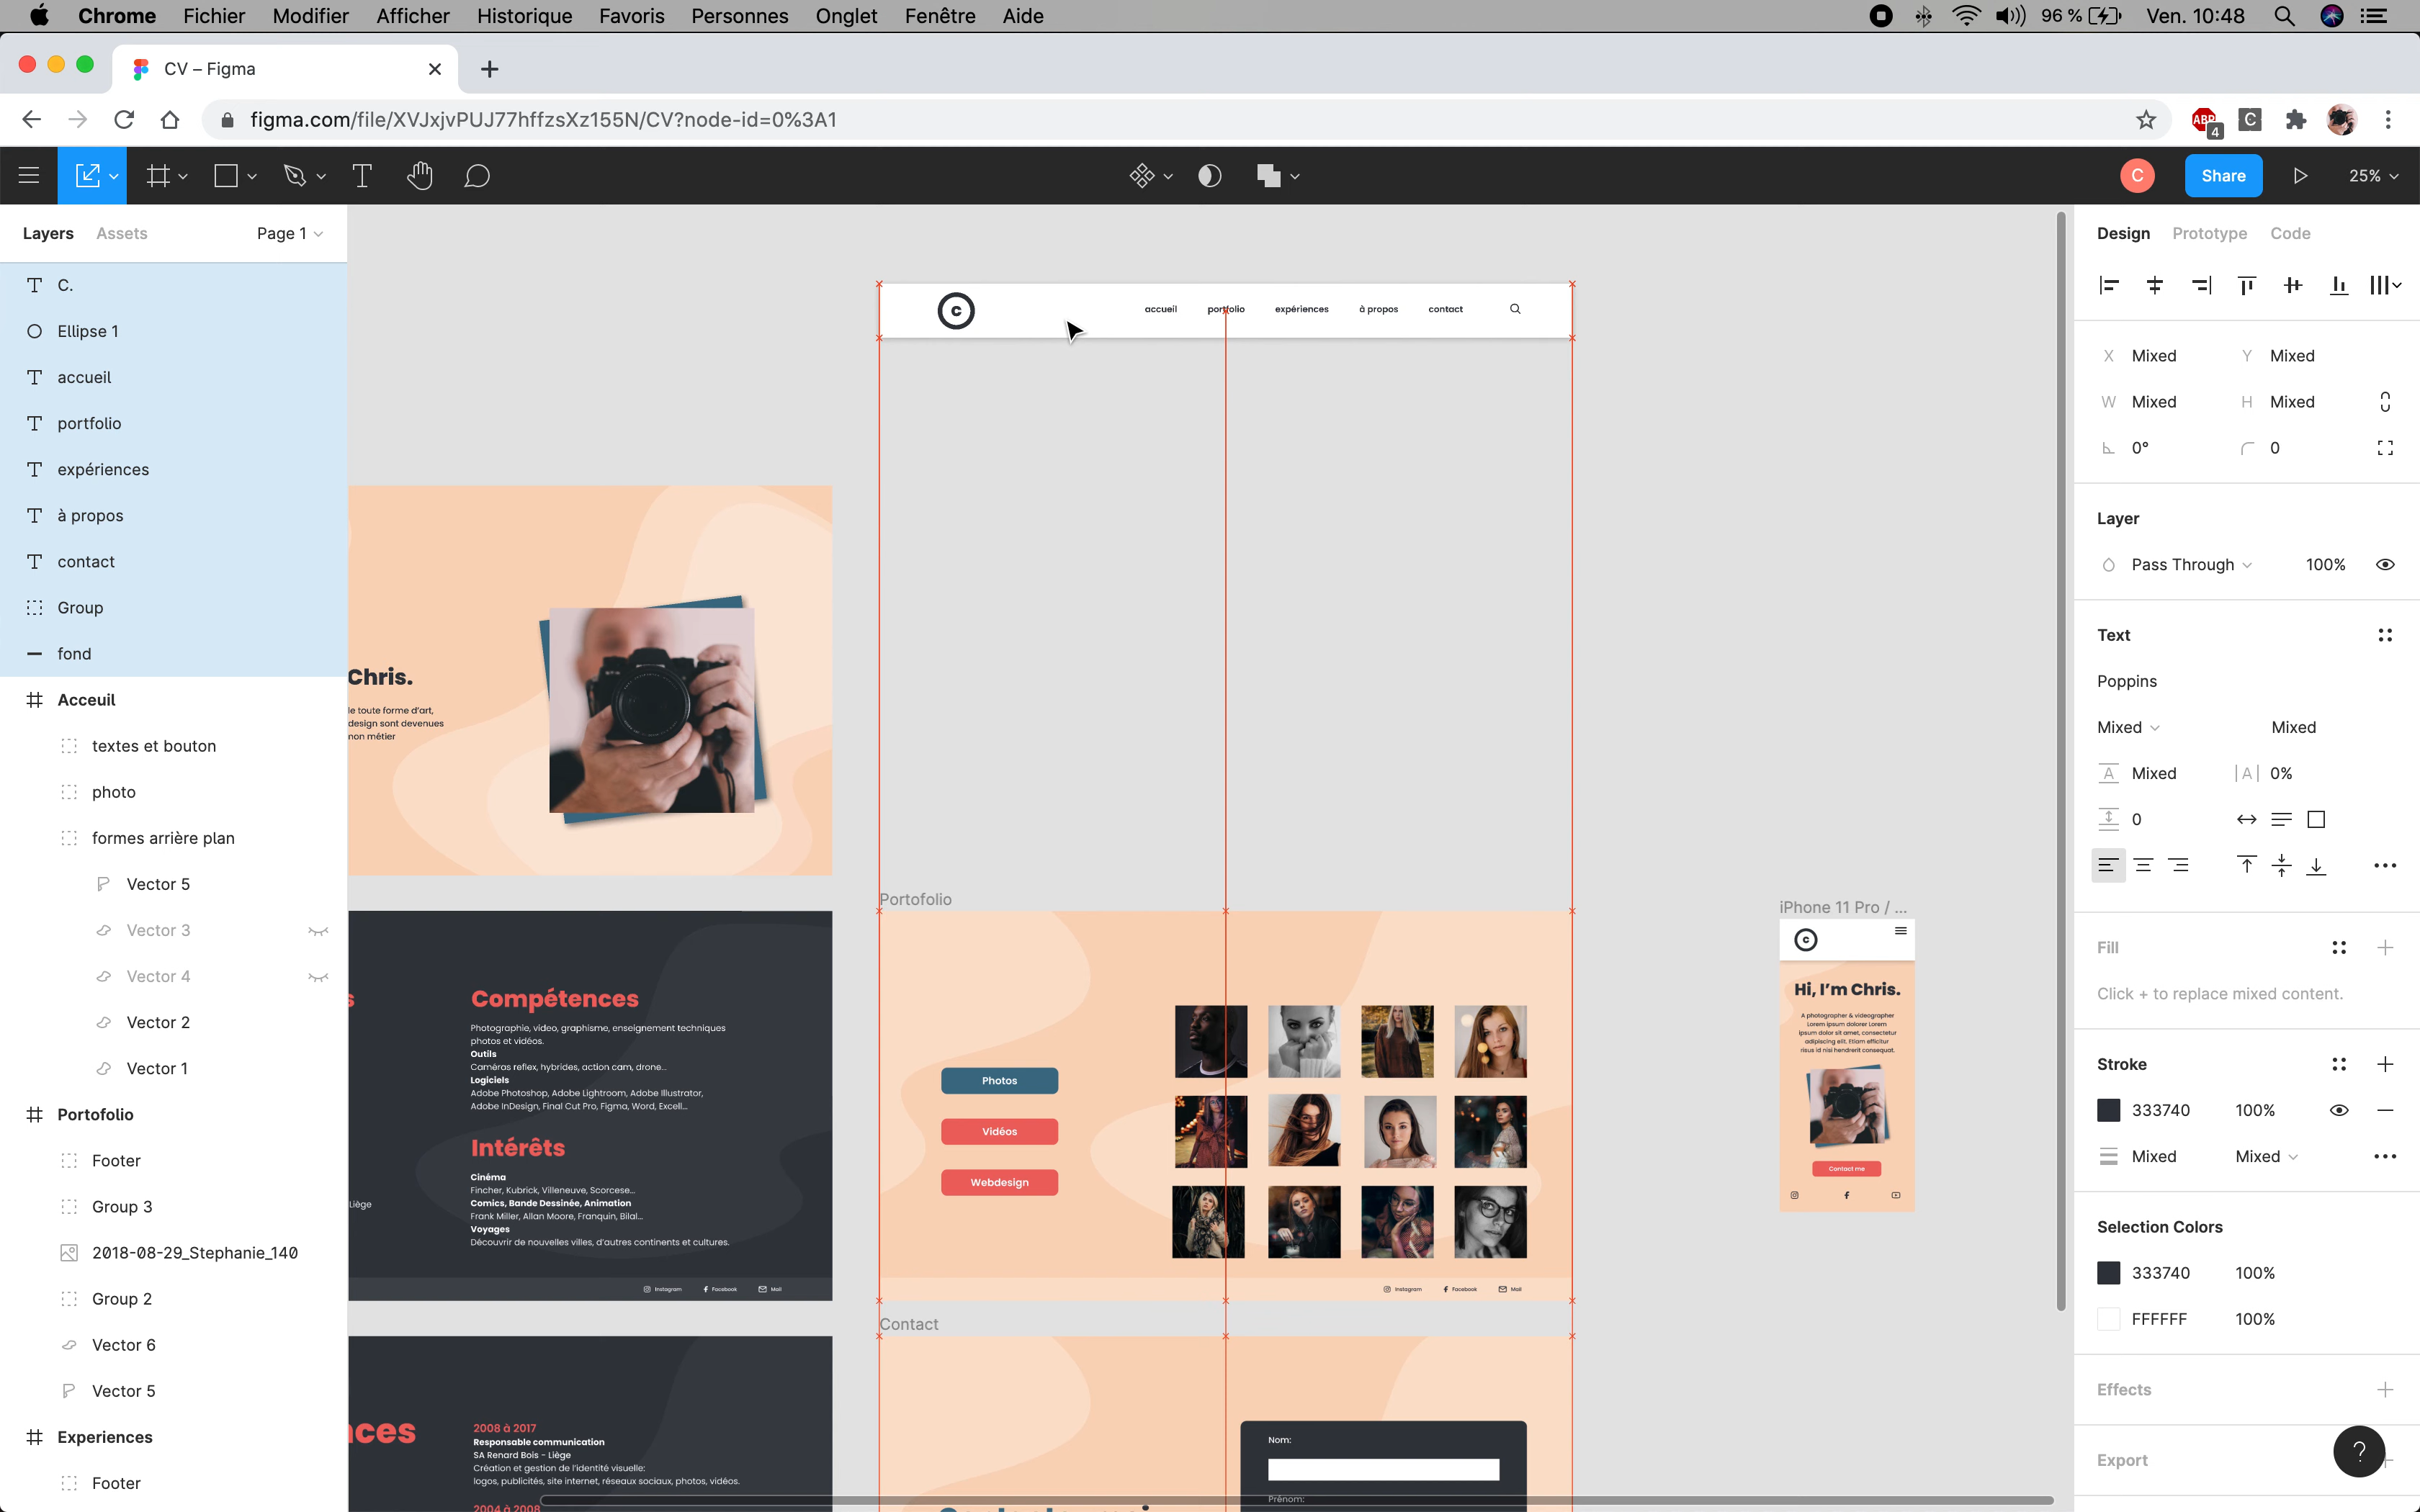 Chrome Fichier Modifier Afficher Historique Favoris Personnes Onglet Fenêtre Aide
96 % Ven. 10:48
CV – Figma
figma.com/file/XVJxjvPUJ77hffzsXz155N/CV?node-id=0%3A1
ABP 4 C
T C Share 25%
Layers Assets Page 1
C.
Ellipse 1
accueil
portfolio
expériences
à propos
contact
Group
fond
Acceuil
textes et bouton
photo
formes arrière plan
Vector 5
Vector 3
Vector 4
Vector 2
Vector 1
Portofolio
Footer
Group 3
2018-08-29_Stephanie_140
Group 2
Vector 6
Vector 5
Experiences
Footer
C accueil portfolio expériences à propos contact
Chris.
le toute forme d'art,
design sont devenues
non métier
s
Compétences
Photographie, video, graphisme, enseignement techniques
photos et vidéos.
Outils
Caméras reflex, hybrides, action cam, drone...
Logiciels
Adobe Photoshop, Adobe Lightroom, Adobe Illustrator,
Adobe InDesign, Final Cut Pro, Figma, Word, Excell...
Intérêts
Cinéma
Fincher, Kubrick, Villeneuve, Scorcese...
Comics, Bande Dessinée, Animation
Liège
Frank Miller, Allan Moore, Franquin, Bilal...
Voyages
Découvrir de nouvelles villes, d'autres continents et cultures.
Instagram Facebook Mail
nces
2008 à 2017
Responsable communication
SA Renard Bois - Liège
Création et gestion de l'identité visuelle:
logos, publicités, site internet, réseaux sociaux, photos, vidéos.
2004 à 2008
Portofolio
Photos
Vidéos
Webdesign
Instagram Facebook Mail
Contact
Nom:
Prénom:
iPhone 11 Pro / ...
C
Hi, I'm Chris.
A photographer & videographer
Lorem ipsum dolorer Lorem
ipsum dolor sit amet, consectetur
adipiscing elit. Etiam efficitur
risus id nisi hendrerit consequat.
Contact me
Design Prototype Code
X Mixed Y Mixed
W Mixed H Mixed
0° 0
Layer
Pass Through 100%
Text
Poppins
Mixed Mixed
A Mixed A 0%
0
Fill
Click + to replace mixed content.
Stroke
333740 100%
Mixed Mixed
Selection Colors
333740 100%
FFFFFF 100%
Effects
Export
?